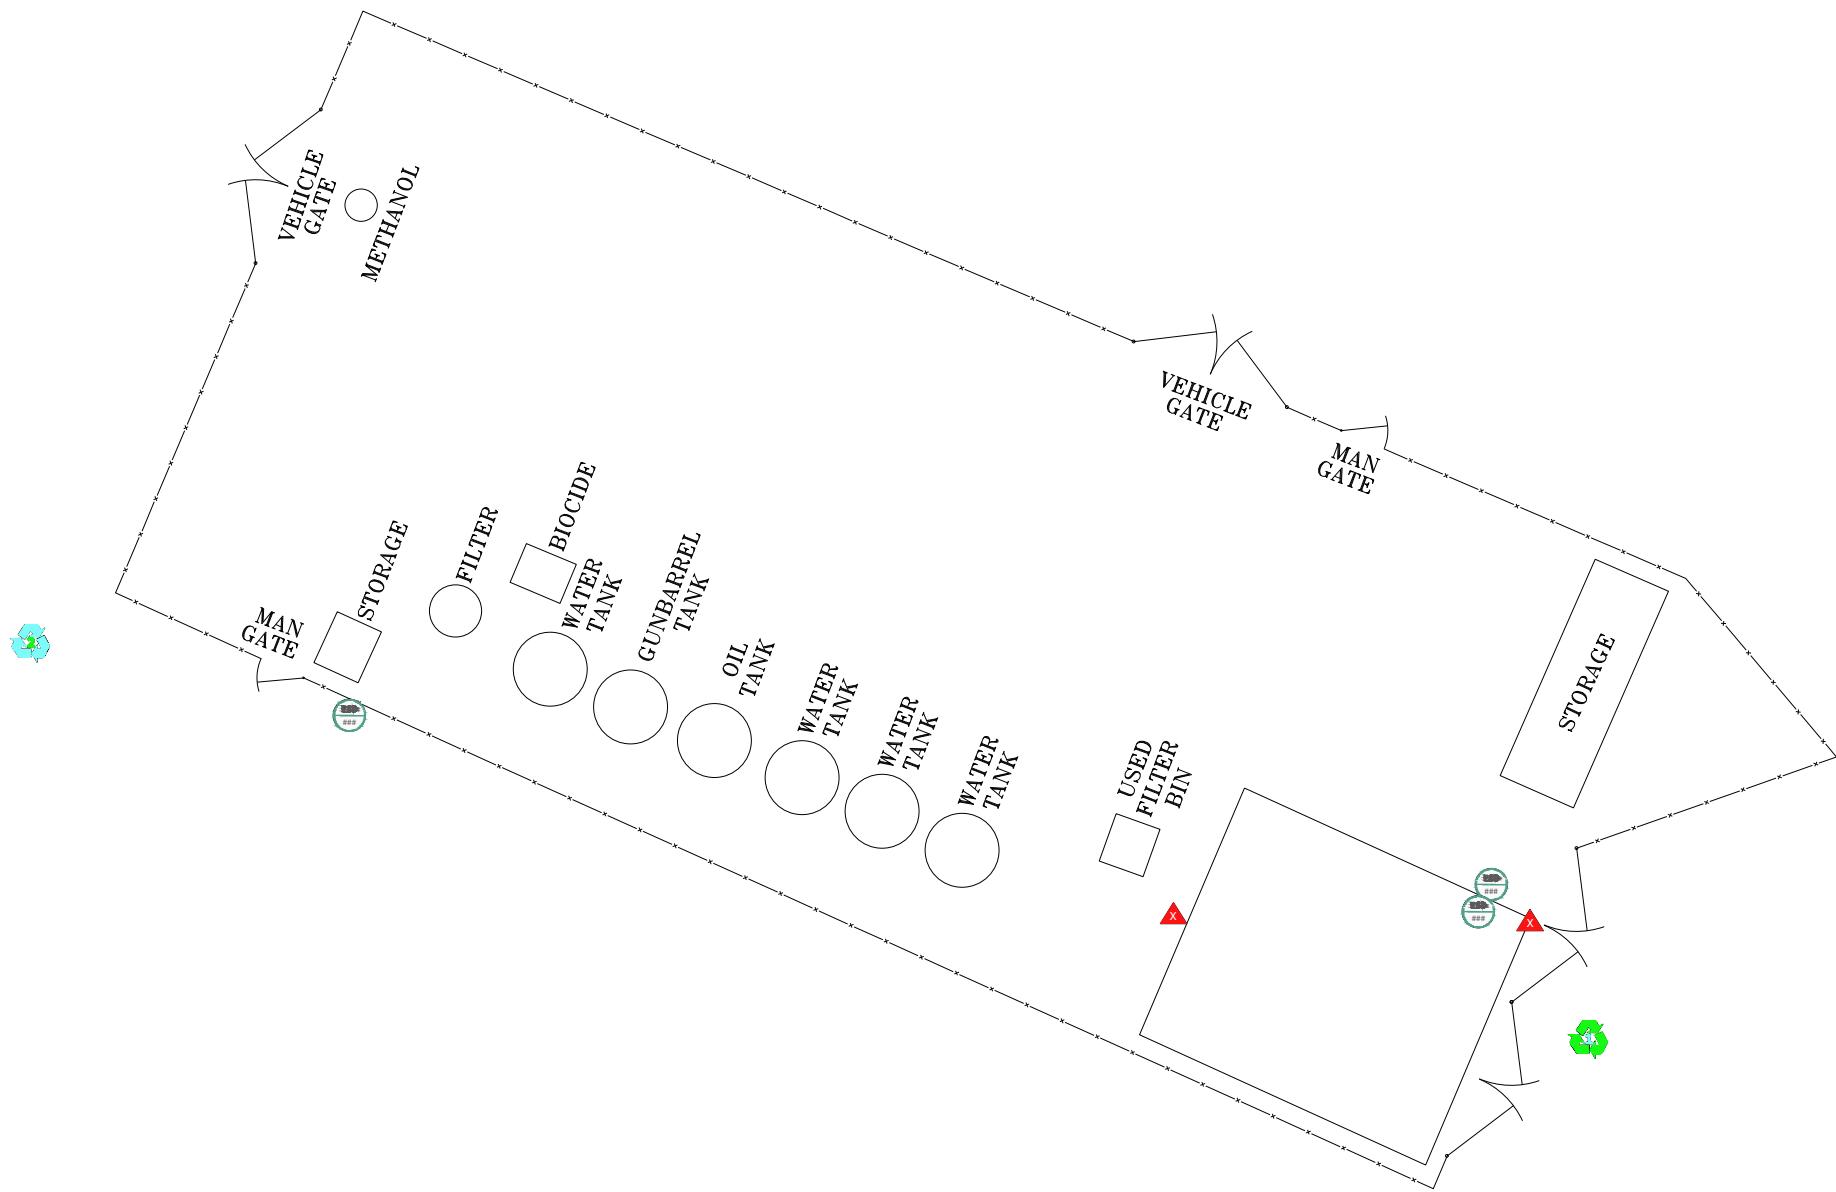 VEHICLE
GATE
METHANOL
VEHICLE
GATE
MAN
GATE
BIOCIDE
FILTER
STORAGE
WATER
TANK
GUNBARREL
TANK
MAN
GATE
OIL
TANK
WATER
TANK
WATER
TANK
WATER
TANK
USED
FILTER
BIN
STORAGE
2
###
###
###
X
X